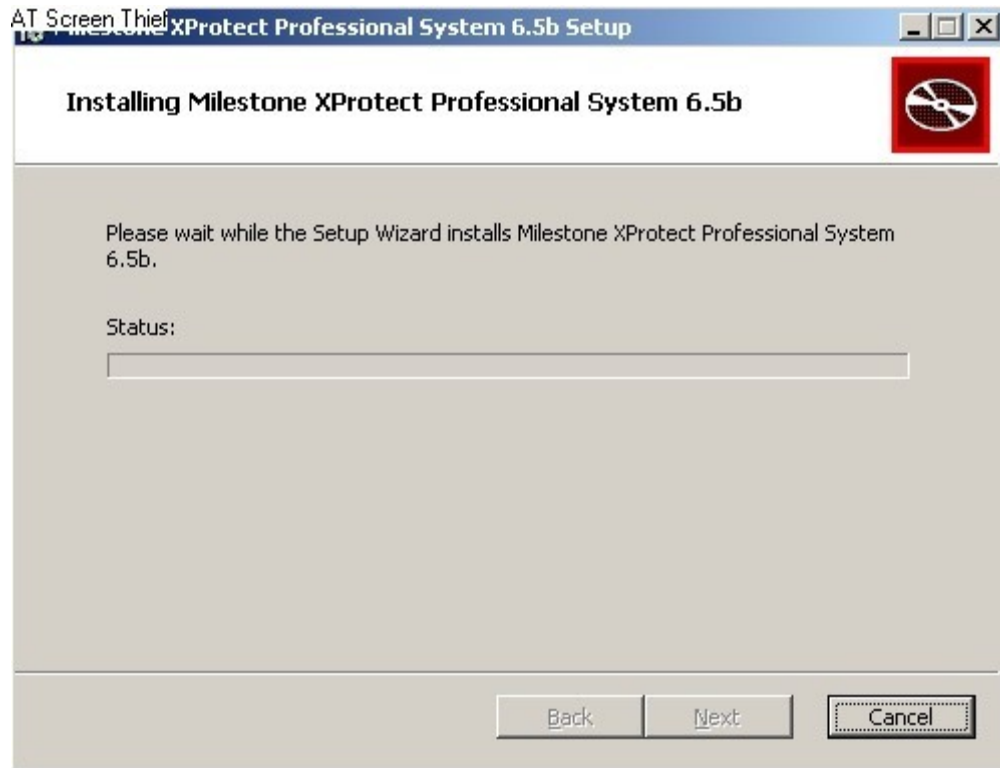 AT Screen Thief
Milestone XProtect Professional System 6.5b Setup
Installing Milestone XProtect Professional System 6.5b
Please wait while the Setup Wizard installs Milestone XProtect Professional System
6.5b.
Status:
Back
Next
Cancel